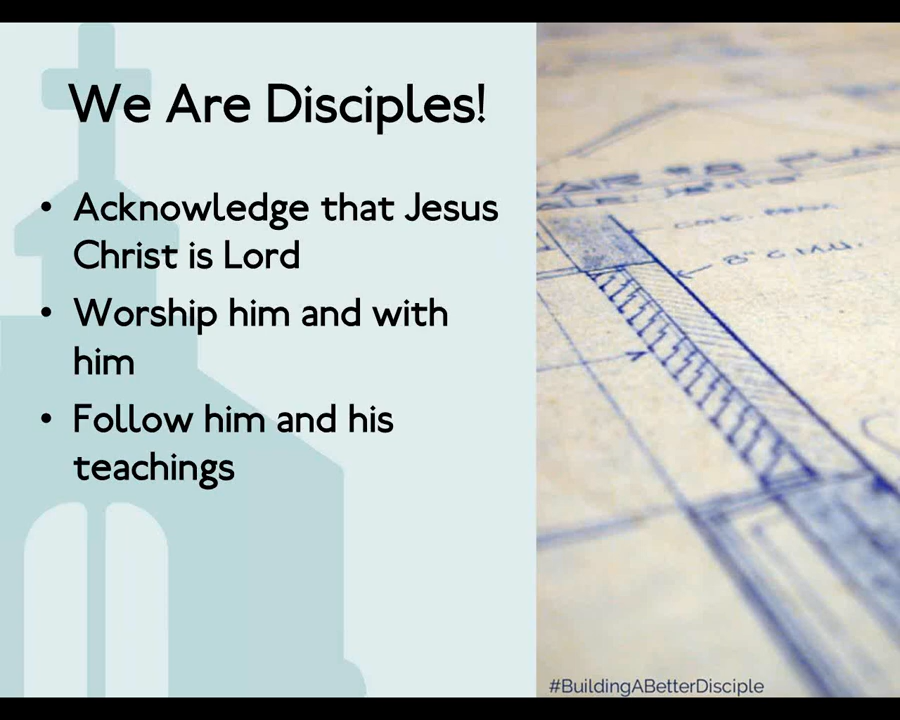 We Are Disciples!
• Acknowledge that Jesus
Christ is Lord
• Worship him and with
him
• Follow him and his
teachings
8" C.M.U.
#BuildingABetterDisciple